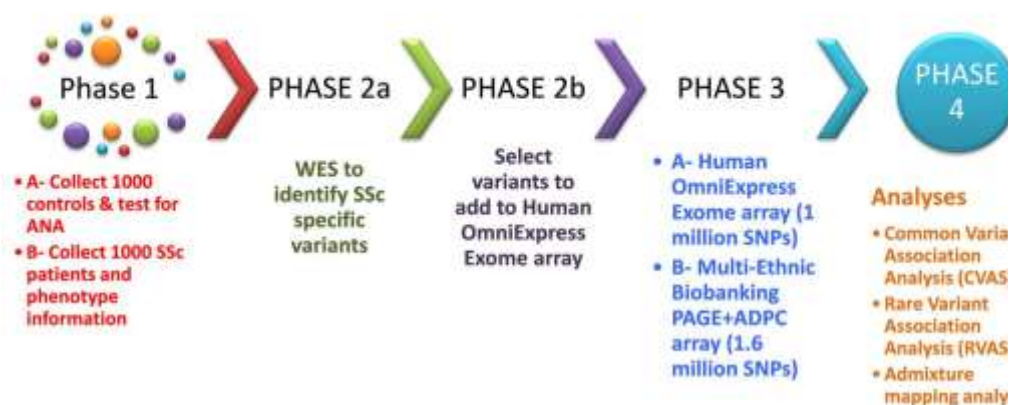 Phase 1
• A- Collect 1000
controls & test for
ANA
• B- Collect 1000 SSc
patients and
phenotype
information
PHASE 2a
WES to
identify SSc
specific
variants
PHASE 2b
Select
variants to
add to Human
OmniExpress
Exome array
PHASE 3
• A- Human
OmniExpress
Exome array (1
million SNPs)
• B- Multi-Ethnic
Biobanking
PAGE+ADPC
array (1.6
million SNPs)
PHASE
4
Analyses
• Common Varia
Association
Analysis (CVAS
• Rare Variant
Association
Analysis (RVAS
• Admixture
mapping analy